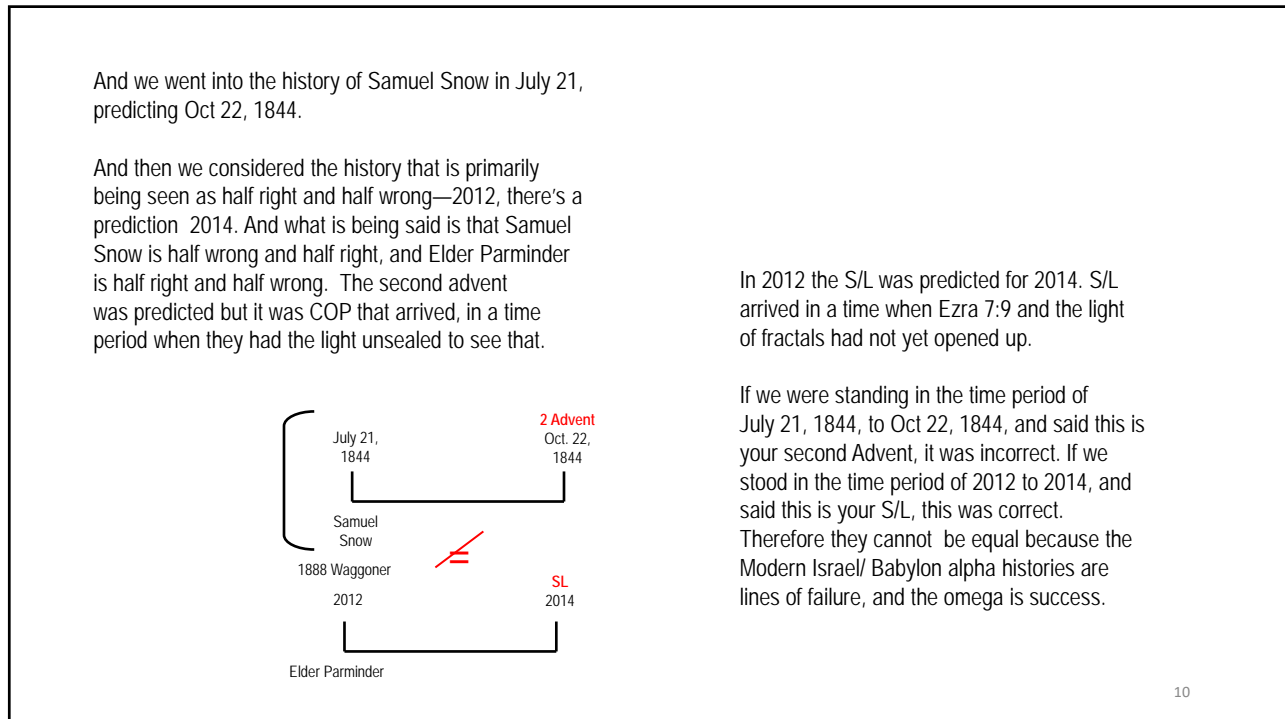 And we went into the history of Samuel Snow in July 21,
predicting Oct 22, 1844.
And then we considered the history that is primarily
being seen as half right and half wrong—2012, there's a
prediction  2014. And what is being said is that Samuel
Snow is half wrong and half right, and Elder Parminder
is half right and half wrong.  The second advent
was predicted but it was COP that arrived, in a time
period when they had the light unsealed to see that.
July 21,
1844
2 Advent
Oct. 22,
1844
Samuel
Snow
1888 Waggoner
2012
=
SL
2014
Elder Parminder
In 2012 the S/L was predicted for 2014. S/L
arrived in a time when Ezra 7:9 and the light
of fractals had not yet opened up.
If we were standing in the time period of
July 21, 1844, to Oct 22, 1844, and said this is
your second Advent, it was incorrect. If we
stood in the time period of 2012 to 2014, and
said this is your S/L, this was correct.
Therefore they cannot  be equal because the
Modern Israel/ Babylon alpha histories are
lines of failure, and the omega is success.
10